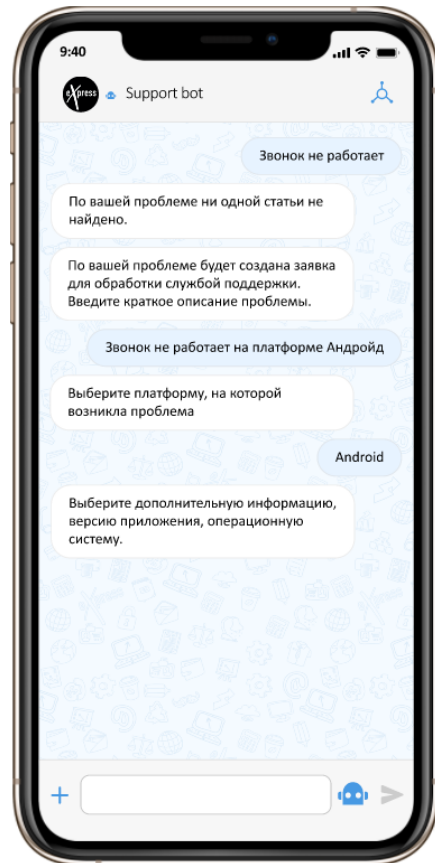 9:40
eXpress
Support bot
Звонок не работает
По вашей проблеме ни одной статьи не
найдено.
По вашей проблеме будет создана заявка
для обработки службой поддержки.
Введите краткое описание проблемы.
Звонок не работает на платформе Андройд
Выберите платформу, на которой
возникла проблема
Android
Выберите дополнительную информацию,
версию приложения, операционную
систему.